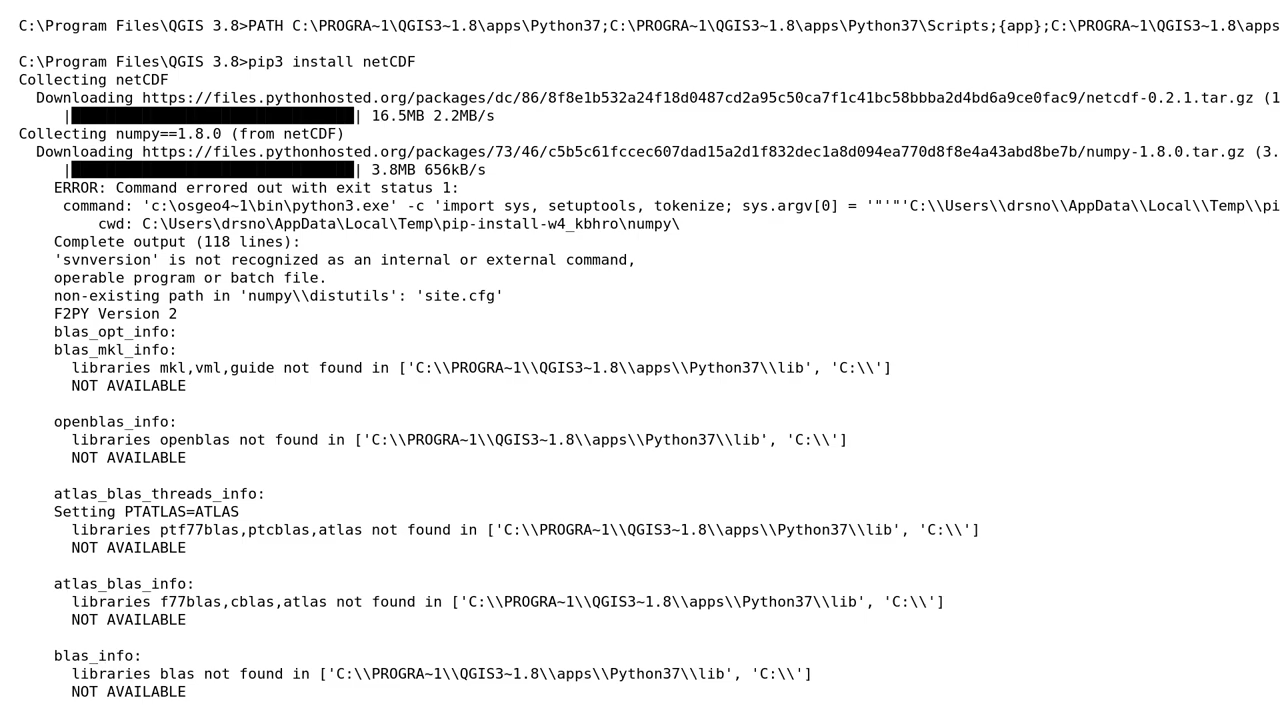 C:\Program Files\QGIS 3.8>PATH C:\PROGRA~1\QGIS3~1.8\apps\Python37;C:\PROGRA~1\QGIS3~1.8\apps\Python37\Scripts;{app};C:\PROGRA~1\QGIS3~1.8\apps
C:\Program Files\QGIS 3.8>pip3 install netCDF
Collecting netCDF
Downloading https://files.pythonhosted.org/packages/dc/86/8f8e1b532a24f18d0487cd2a95c50ca7f1c41bc58bbba2d4bd6a9ce0fac9/netcdf-0.2.1.tar.gz (1
|████████████████████████████████| 16.5MB 2.2MB/s
Collecting numpy==1.8.0 (from netCDF)
Downloading https://files.pythonhosted.org/packages/73/46/c5b5c61fccec607dad15a2d1f832dec1a8d094ea770d8f8e4a43abd8be7b/numpy-1.8.0.tar.gz (3.
|████████████████████████████████| 3.8MB 656kB/s
ERROR: Command errored out with exit status 1:
command: 'c:\osgeo4~1\bin\python3.exe' -c 'import sys, setuptools, tokenize; sys.argv[0] = '"'"'C:\\Users\\drsno\\AppData\\Local\\Temp\\pi
cwd: C:\Users\drsno\AppData\Local\Temp\pip-install-w4_kbhro\numpy\
Complete output (118 lines):
'svnversion' is not recognized as an internal or external command,
operable program or batch file.
non-existing path in 'numpy\\distutils': 'site.cfg'
F2PY Version 2
blas_opt_info:
blas_mkl_info:
libraries mkl,vml,guide not found in ['C:\\PROGRA~1\\QGIS3~1.8\\apps\\Python37\\lib', 'C:\\']
NOT AVAILABLE
openblas_info:
libraries openblas not found in ['C:\\PROGRA~1\\QGIS3~1.8\\apps\\Python37\\lib', 'C:\\']
NOT AVAILABLE
atlas_blas_threads_info:
Setting PTATLAS=ATLAS
libraries ptf77blas,ptcblas,atlas not found in ['C:\\PROGRA~1\\QGIS3~1.8\\apps\\Python37\\lib', 'C:\\']
NOT AVAILABLE
atlas_blas_info:
libraries f77blas,cblas,atlas not found in ['C:\\PROGRA~1\\QGIS3~1.8\\apps\\Python37\\lib', 'C:\\']
NOT AVAILABLE
blas_info:
libraries blas not found in ['C:\\PROGRA~1\\QGIS3~1.8\\apps\\Python37\\lib', 'C:\\']
NOT AVAILABLE